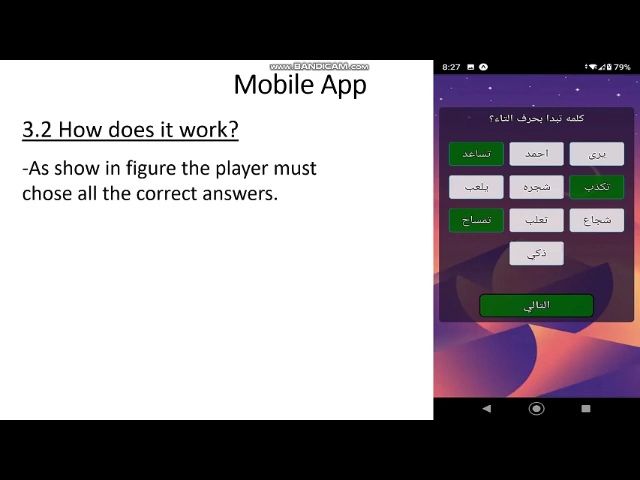 www.BANDICAM.com
Mobile App
3.2 How does it work?
-As show in figure the player must
chose all the correct answers.
8:27 79%
كلمه تبدا بحرف التاء؟
يري احمد تساعد
تكذب شجره يلعب
شجاع تعلب تمساح
ذكي
التالي